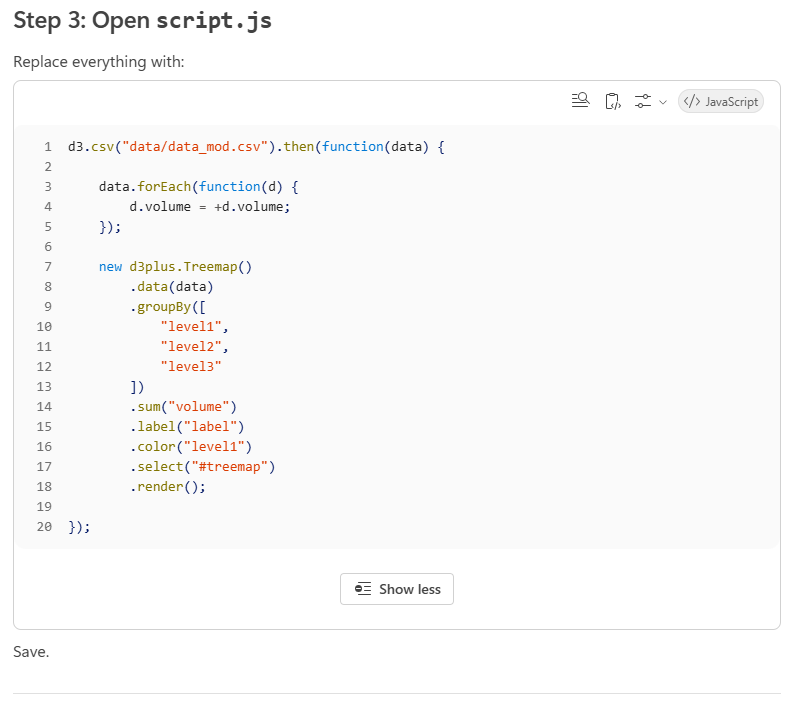 Step 3: Open script.js
Replace everything with:
</> JavaScript
1 d3.csv("data/data_mod.csv").then(function(data) {
2
3     data.forEach(function(d) {
4         d.volume = +d.volume;
5     });
6
7     new d3plus.Treemap()
8         .data(data)
9         .groupBy([
10             "level1",
11             "level2",
12             "level3"
13         ])
14         .sum("volume")
15         .label("label")
16         .color("level1")
17         .select("#treemap")
18         .render();
19
20 });
Show less
Save.